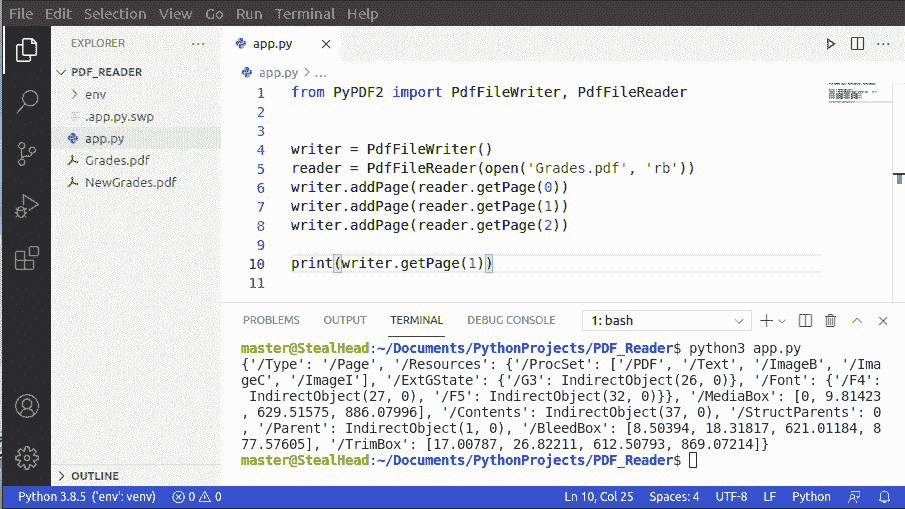 File Edit Selection View Go Run Terminal Help
EXPLORER ···
PDF_READER
env
.app.py.swp
app.py
Grades.pdf
NewGrades.pdf
OUTLINE
app.py
app.py > ...
1 from PyPDF2 import PdfFileWriter, PdfFileReader
2
3
4 writer = PdfFileWriter()
5 reader = PdfFileReader(open('Grades.pdf', 'rb'))
6 writer.addPage(reader.getPage(0))
7 writer.addPage(reader.getPage(1))
8 writer.addPage(reader.getPage(2))
9
10 print(writer.getPage(1))
11
PROBLEMS OUTPUT TERMINAL DEBUG CONSOLE 1: bash
master@StealHead:~/Documents/PythonProjects/PDF_Reader$ python3 app.py
{'/Type': '/Page', '/Resources': {'/ProcSet': ['/PDF', '/Text', '/ImageB', '/Ima
geC', '/ImageI'], '/ExtGState': {'/G3': IndirectObject(26, 0)}, '/Font': {'/F4':
IndirectObject(27, 0), '/F5': IndirectObject(32, 0)}}, '/MediaBox': [0, 9.81423
, 629.51575, 886.07996], '/Contents': IndirectObject(37, 0), '/StructParents': 0
, '/Parent': IndirectObject(1, 0), '/BleedBox': [8.50394, 18.31817, 621.01184, 8
77.57605], '/TrimBox': [17.00787, 26.82211, 612.50793, 869.07214]}
master@StealHead:~/Documents/PythonProjects/PDF_Reader$
Python 3.8.5 ('env': venv) 0 0 Ln 10, Col 25 Spaces: 4 UTF-8 LF Python